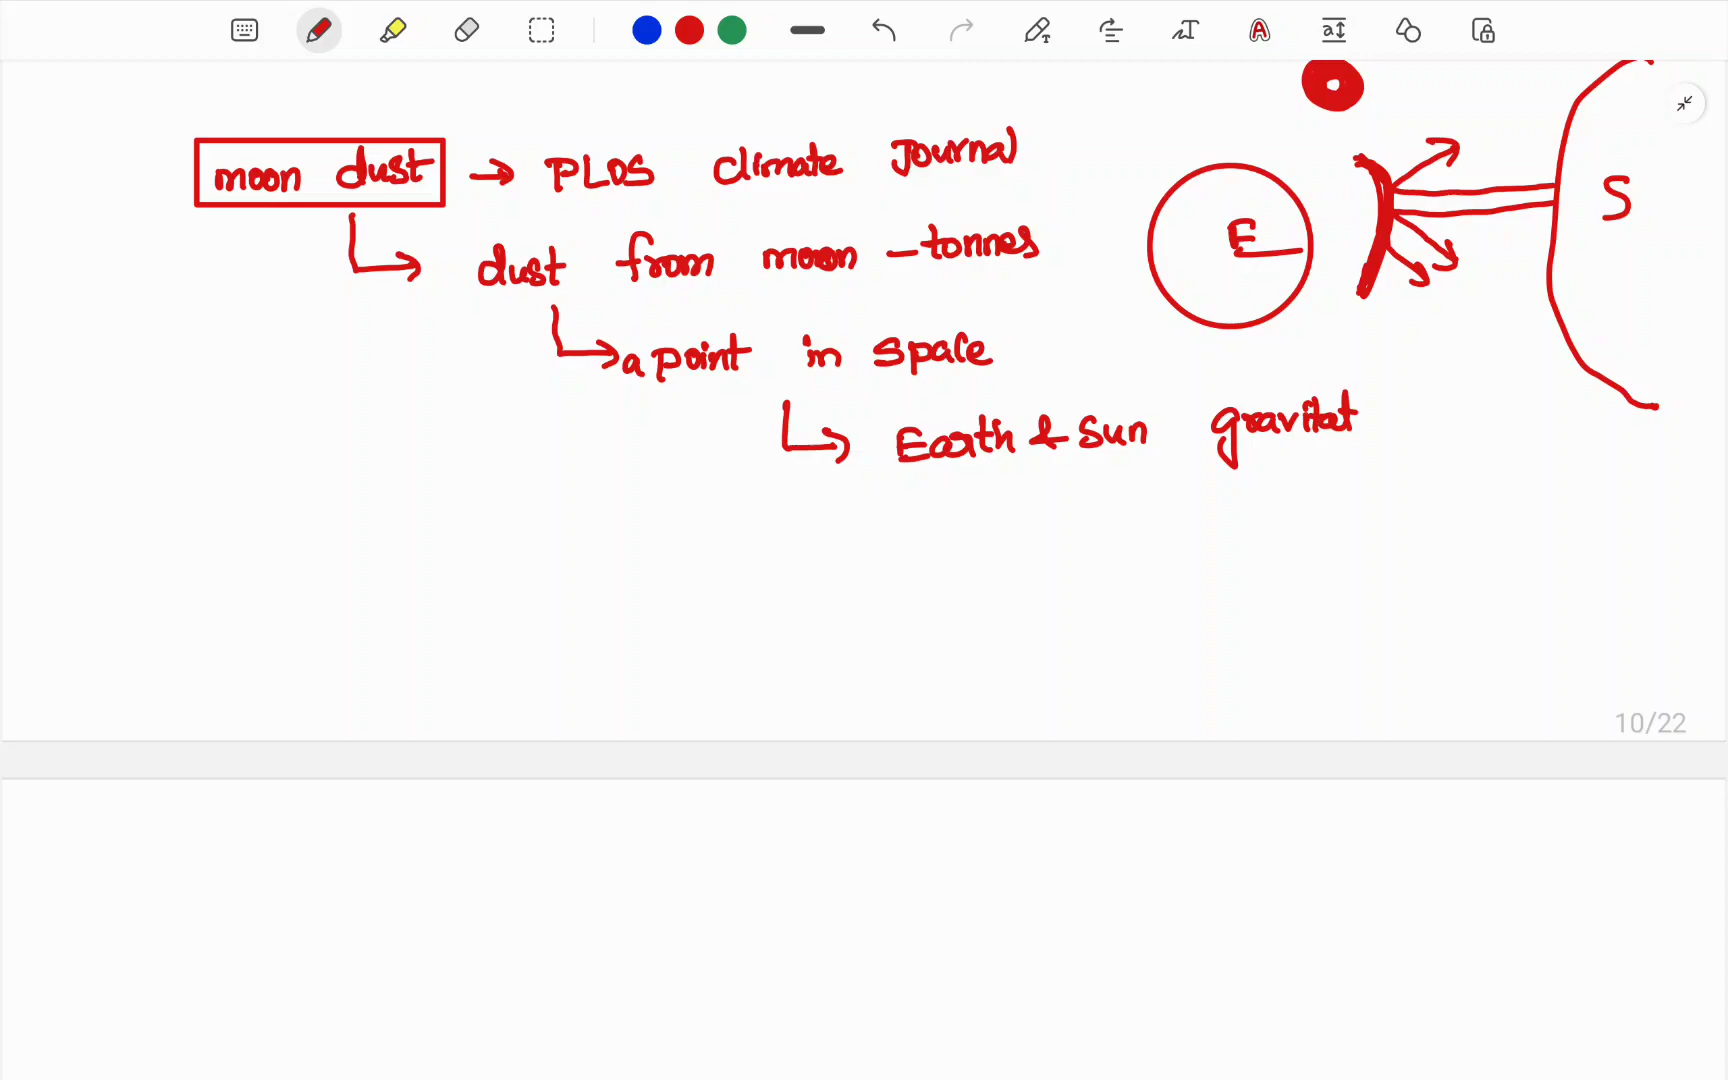 moon dust → PLOS climate Journal
E
S
↳ dust from moon - tonnes
↳ a point in space
↳ Earth & Sun gravitat
10/22